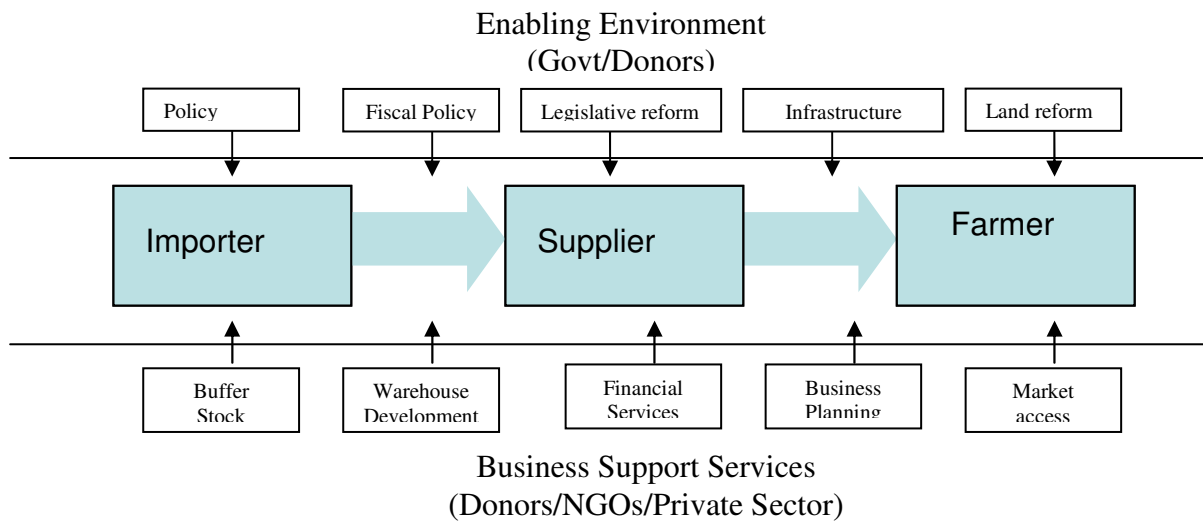 Enabling Environment
(Govt/Donors)
Policy
Fiscal Policy
Legislative reform
Infrastructure
Land reform
Importer
Supplier
Farmer
Buffer
Stock
Warehouse
Development
Financial
Services
Business
Planning
Market
access
Business Support Services
(Donors/NGOs/Private Sector)